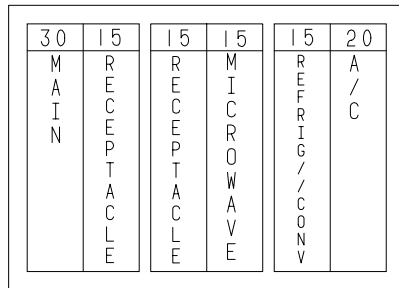 30 15 15 15 15 20
MAIN
RECEPTACLE
RECEPTACLE
MICROWAVE
REFRIG//CONV
A/C